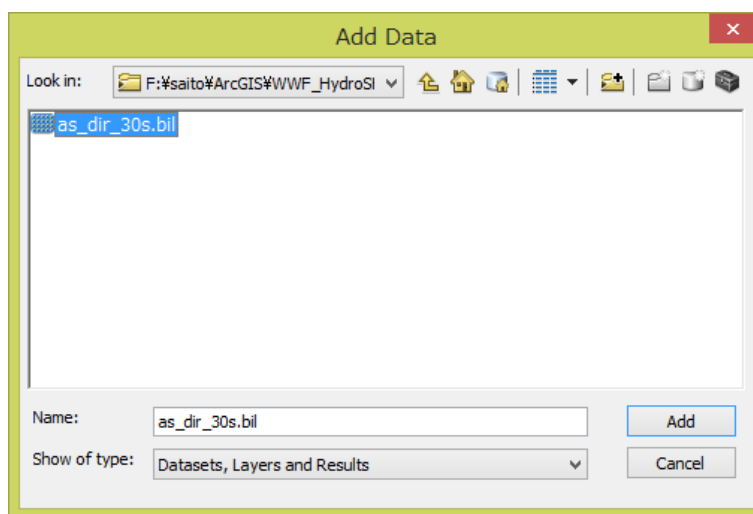 Add Data
Look in: F:¥saito¥ArcGIS¥WWF_HydroSI
as_dir_30s.bil
Name: as_dir_30s.bil Add
Show of type: Datasets, Layers and Results Cancel